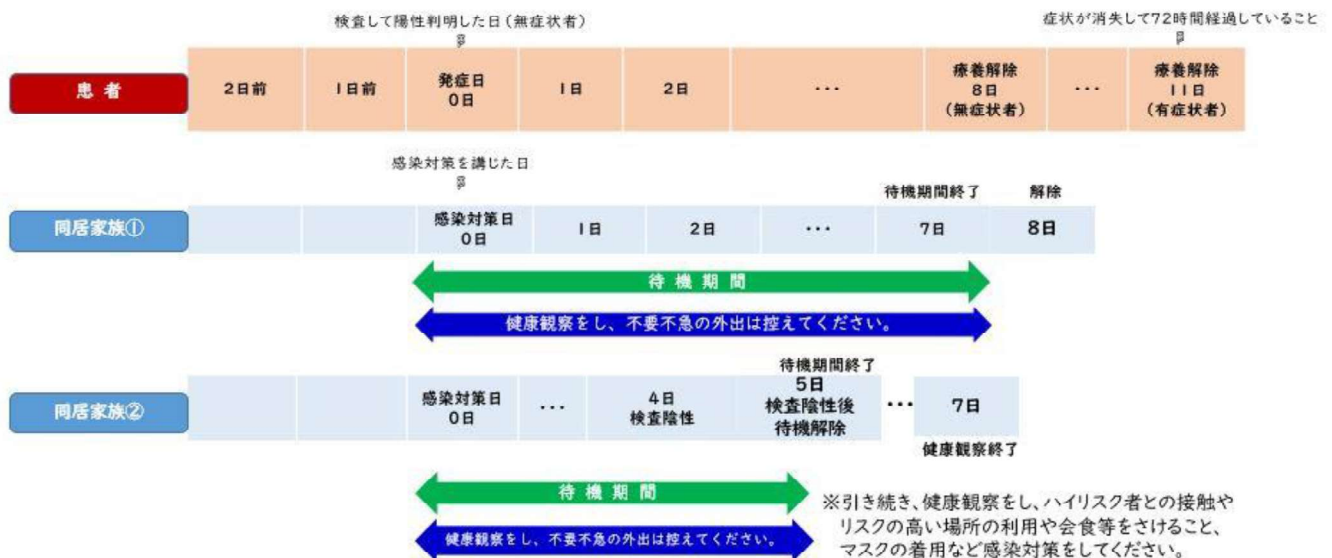 検査して陽性判明した日(無症状者)
症状が消失して72時間経過していること
患者
2日前
1日前
発症日
0日
1日
2日
・・・
療養解除
8日
(無症状者)
・・・
療養解除
11日
(有症状者)
感染対策を講じた日
待機期間終了
解除
同居家族①
感染対策日
0日
1日
2日
・・・
7日
8日
待機期間
健康観察をし、不要不急の外出は控えてください。
待機期間終了
同居家族②
感染対策日
0日
・・・
4日
検査陰性
5日
検査陰性後
待機解除
・・・
7日
健康観察終了
待機期間
健康観察をし、不要不急の外出は控えてください。
※引き続き、健康観察をし、ハイリスク者との接触や
リスクの高い場所の利用や会食等をさけること、
マスクの着用など感染対策をしてください。